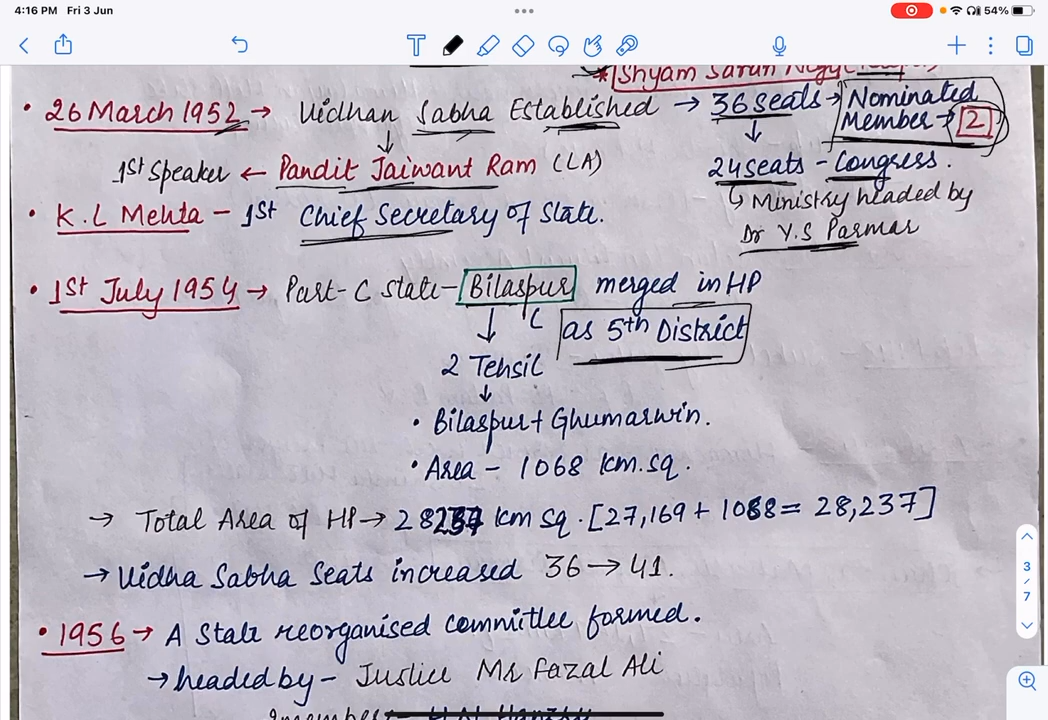 4:16 PM Fri 3 Jun
54%
*Shyam Saran Negi
• 26 March 1952 → Vidhan Sabha Established → 36 seats → Nominated Member → 2
1st Speaker ← Pandit Jaiwant Ram (LA)
24 seats - Congress.
↳ Ministry headed by
Dr Y.S Parmar
• K.L Mehta - 1st Chief Secretary of State.
• 1st July 1954 → Part-C state - Bilaspur merged in HP
as 5th District
2 Tehsil
• Bilaspur + Ghumarwin.
• Area - 1068 km.sq.
→ Total Area of HP → 28237 km sq. [27,169 + 1068 = 28,237]
→ Vidha Sabha Seats increased 36 → 41.
• 1956 → A State reorganised committee formed.
→ headed by - Justice Mr Fazal Ali
3
/
7